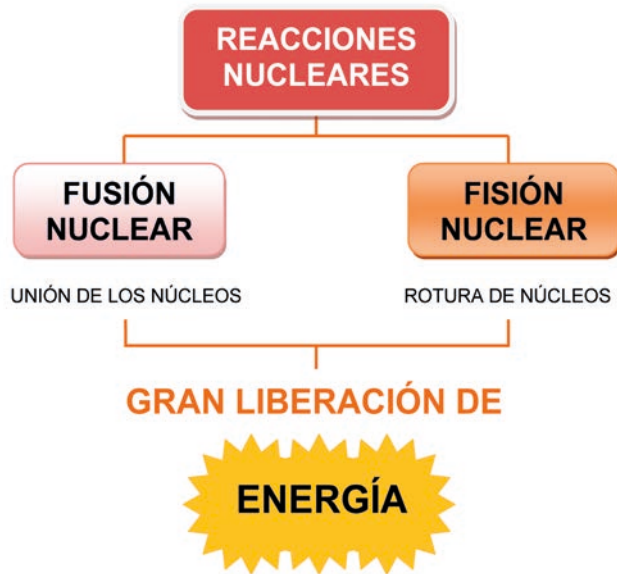 REACCIONES
NUCLEARES
FUSIÓN
NUCLEAR
FISIÓN
NUCLEAR
UNIÓN DE LOS NÚCLEOS
ROTURA DE NÚCLEOS
GRAN LIBERACIÓN DE
ENERGÍA